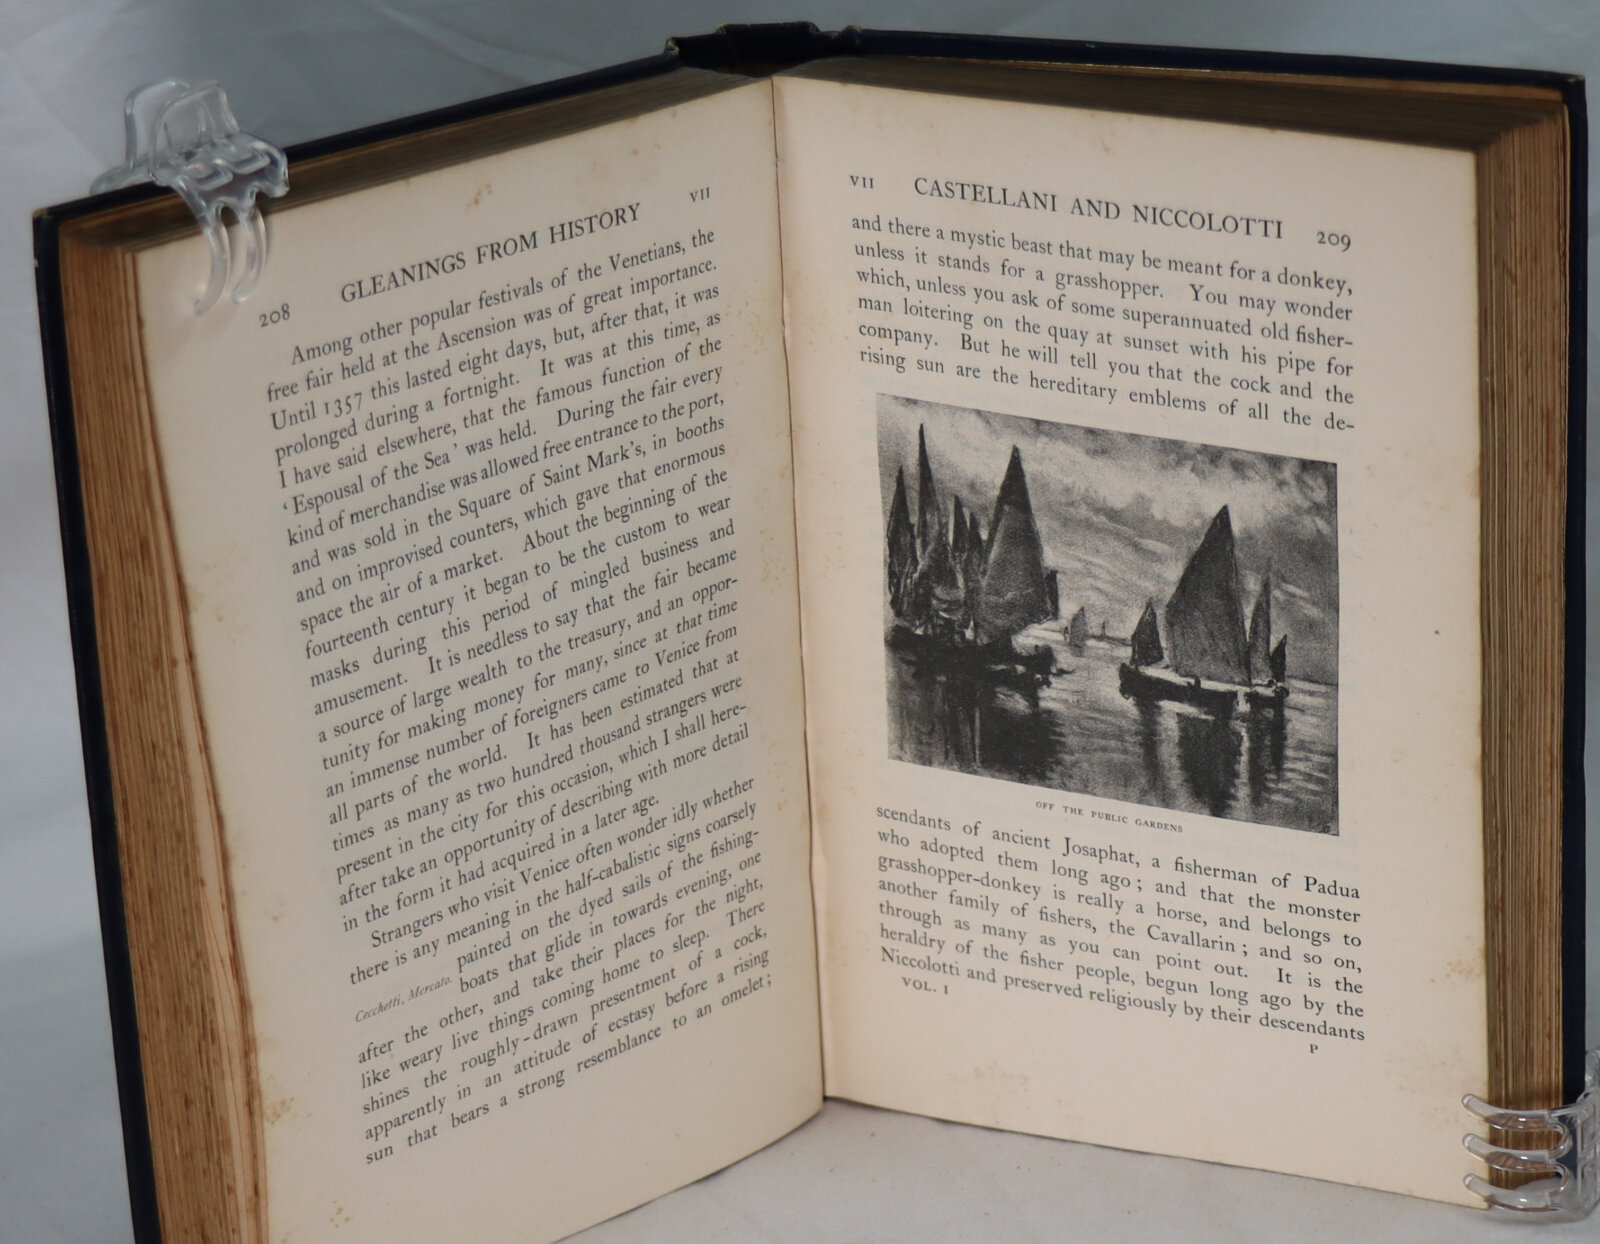 208 GLEANINGS FROM HISTORY VII
Among other popular festivals of the Venetians, the
free fair held at the Ascension was of great importance.
Until 1357 this lasted eight days, but, after that, it was
prolonged during a fortnight. It was at this time, as
I have said elsewhere, that the famous function of the
‘Espousal of the Sea’ was held. During the fair every
kind of merchandise was allowed free entrance to the port,
and was sold in the Square of Saint Mark's, in booths
and on improvised counters, which gave that enormous
space the air of a market. About the beginning of the
fourteenth century it began to be the custom to wear
masks during this period of mingled business and
amusement. It is needless to say that the fair became
a source of large wealth to the treasury, and an oppor-
tunity for making money for many, since at that time
an immense number of foreigners came to Venice from
all parts of the world. It has been estimated that at
times as many as two hundred thousand strangers were
present in the city for this occasion, which I shall here-
after take an opportunity of describing with more detail
in the form it had acquired in a later age.
Strangers who visit Venice often wonder idly whether
there is any meaning in the half-cabalistic signs coarsely
Cecchetti, Mercato. painted on the dyed sails of the fishing-
boats that glide in towards evening, one
after the other, and take their places for the night,
like weary live things coming home to sleep. There
shines the roughly-drawn presentment of a cock,
apparently in an attitude of ecstasy before a rising
sun that bears a strong resemblance to an omelet;
VII CASTELLANI AND NICCOLOTTI 209
and there a mystic beast that may be meant for a donkey,
unless it stands for a grasshopper. You may wonder
which, unless you ask of some superannuated old fisher-
man loitering on the quay at sunset with his pipe for
company. But he will tell you that the cock and the
rising sun are the hereditary emblems of all the de-
OFF THE PUBLIC GARDENS
scendants of ancient Josaphat, a fisherman of Padua
who adopted them long ago; and that the monster
grasshopper-donkey is really a horse, and belongs to
another family of fishers, the Cavallarin; and so on,
through as many as you can point out. It is the
heraldry of the fisher people, begun long ago by the
Niccolotti and preserved religiously by their descendants
VOL. I
P